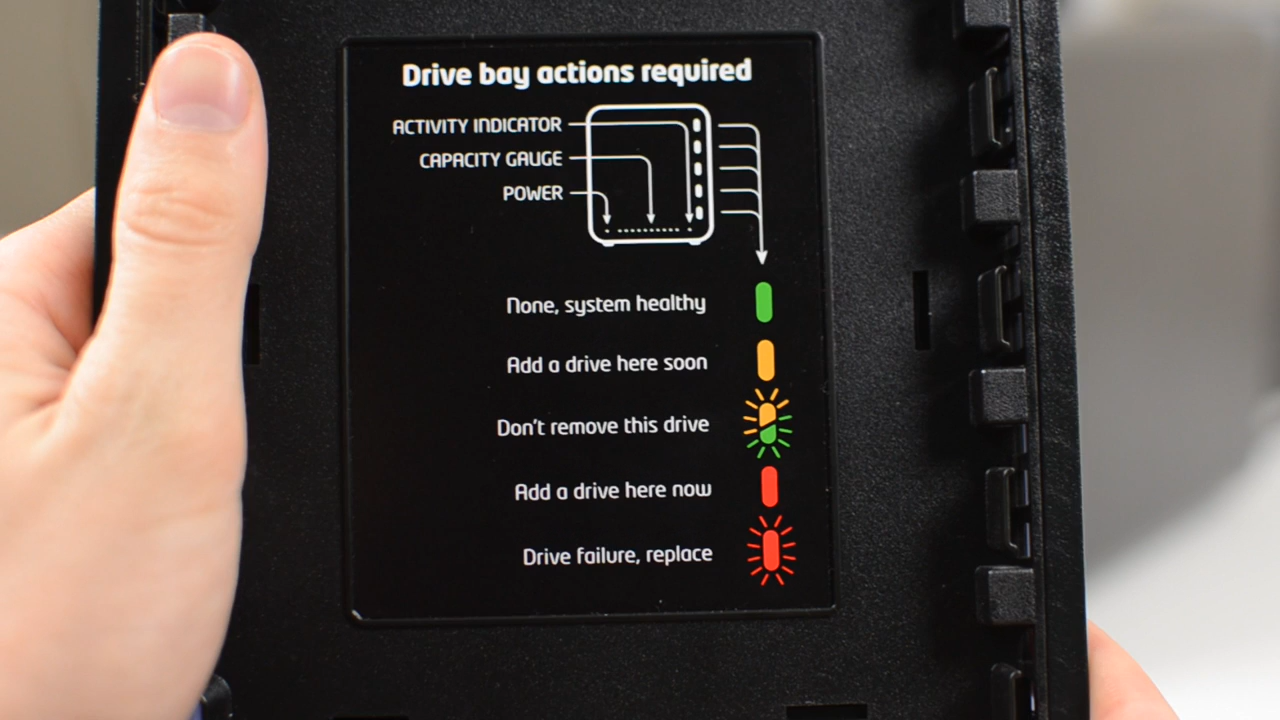 Drive bay actions required
ACTIVITY INDICATOR
CAPACITY GAUGE
POWER
None, system healthy
Add a drive here soon
Don't remove this drive
Add a drive here now
Drive failure, replace